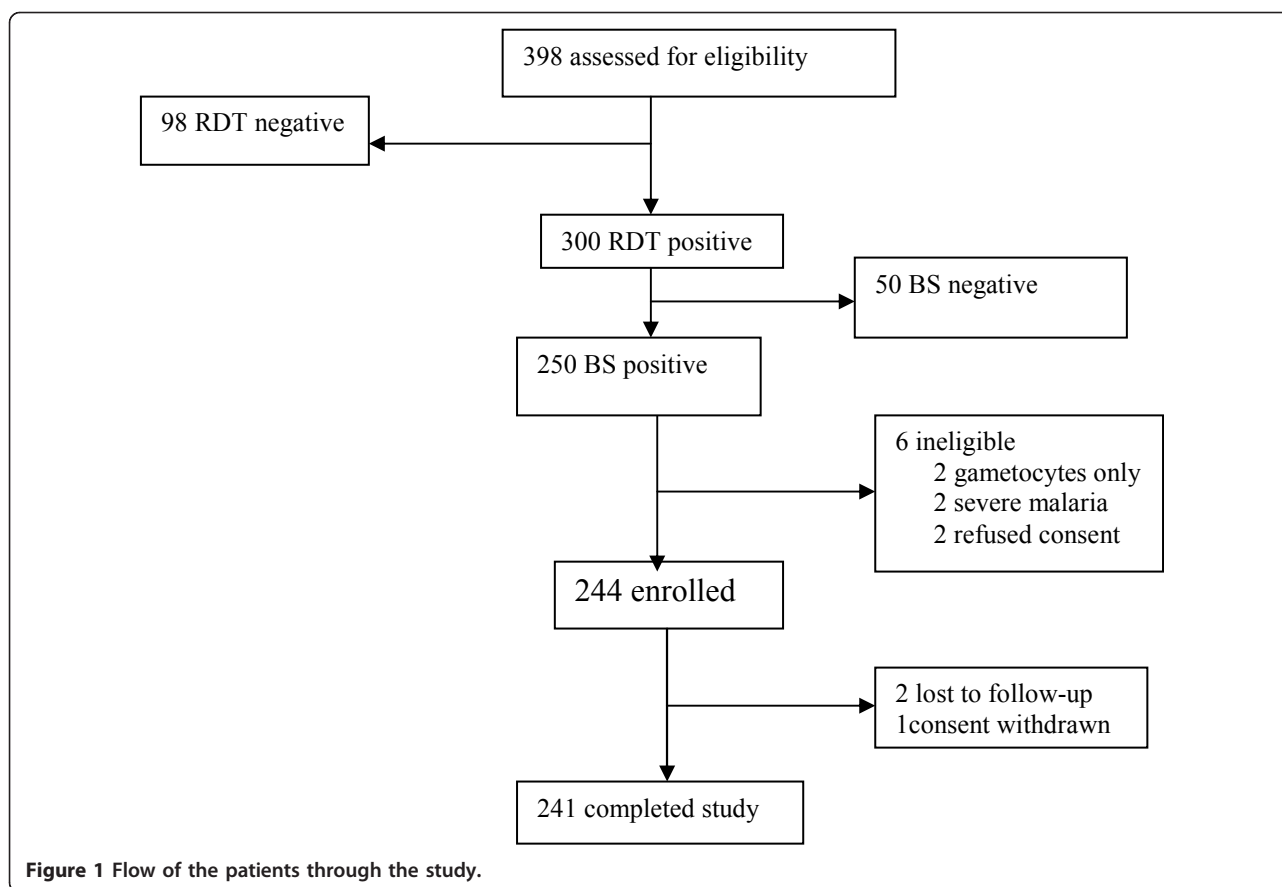 398 assessed for eligibility
98 RDT negative
300 RDT positive
50 BS negative
250 BS positive
6 ineligible
2 gametocytes only
2 severe malaria
2 refused consent
244 enrolled
2 lost to follow-up
1consent withdrawn
241 completed study
Figure 1 Flow of the patients through the study.